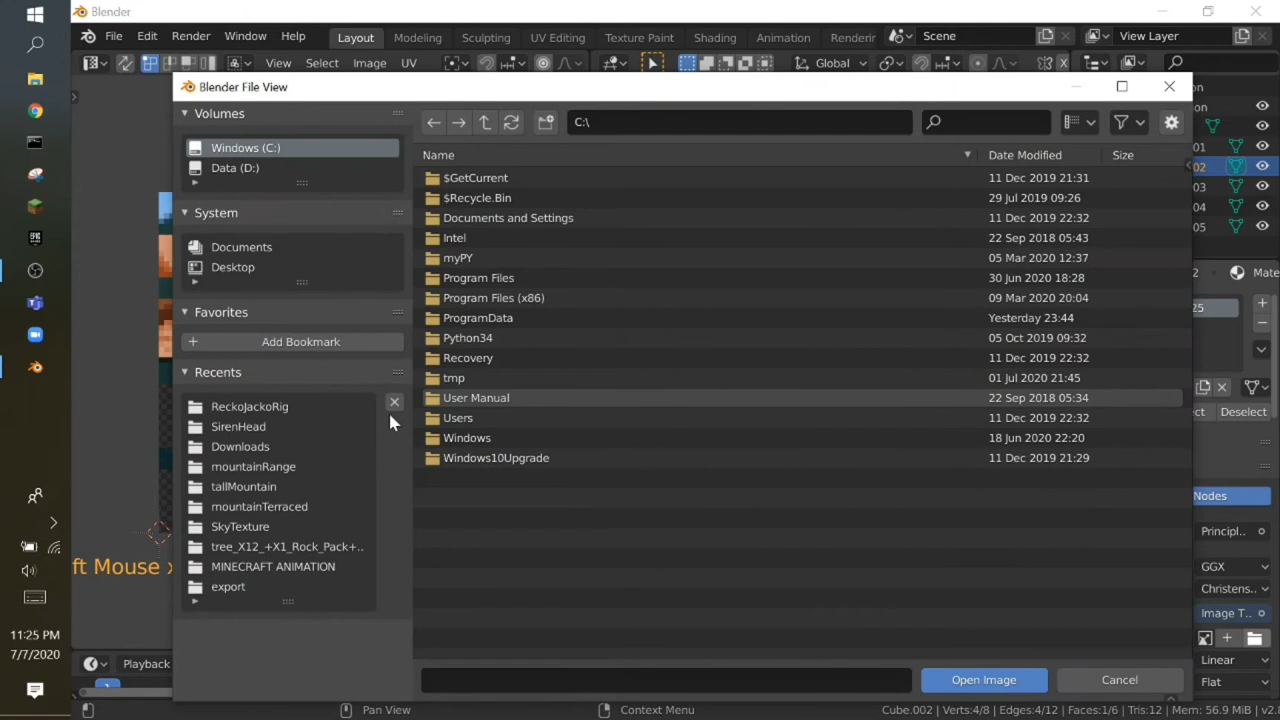 Blender
File Edit Render Window Help Layout Modeling Sculpting UV Editing Texture Paint Shading Animation Scene View Layer
View Select Image UV Global
Blender File View
Volumes
Windows (C:)
Data (D:)
System
Documents
Desktop
Favorites
Add Bookmark
Recents
ReckoJackoRig
SirenHead
Downloads
mountainRange
tallMountain
mountainTerraced
SkyTexture
tree_X12_+X1_Rock_Pack+..
MINECRAFT ANIMATION
export
C:\
Name Date Modified Size
$GetCurrent 11 Dec 2019 21:31
$Recycle.Bin 29 Jul 2019 09:26
Documents and Settings 11 Dec 2019 22:32
Intel 22 Sep 2018 05:43
myPY 05 Mar 2020 12:37
Program Files 30 Jun 2020 18:28
Program Files (x86) 09 Mar 2020 20:04
ProgramData Yesterday 23:44
Python34 05 Oct 2019 09:32
Recovery 11 Dec 2019 22:32
tmp 01 Jul 2020 21:45
User Manual 22 Sep 2018 05:34
Users 11 Dec 2019 22:32
Windows 18 Jun 2020 22:20
Windows10Upgrade 11 Dec 2019 21:29
Open Image Cancel
01
02
03
04
05
Mate
25
Deselect
Nodes
Principl..
GGX
Christens..
Image T..
Linear
Flat
ft Mouse x
11:25 PM
7/7/2020
Playback
1
Pan View Context Menu Cube.002 | Verts:4/8 | Edges:4/12 | Faces:1/6 | Tris:12 | Mem: 56.9 MiB | v2.